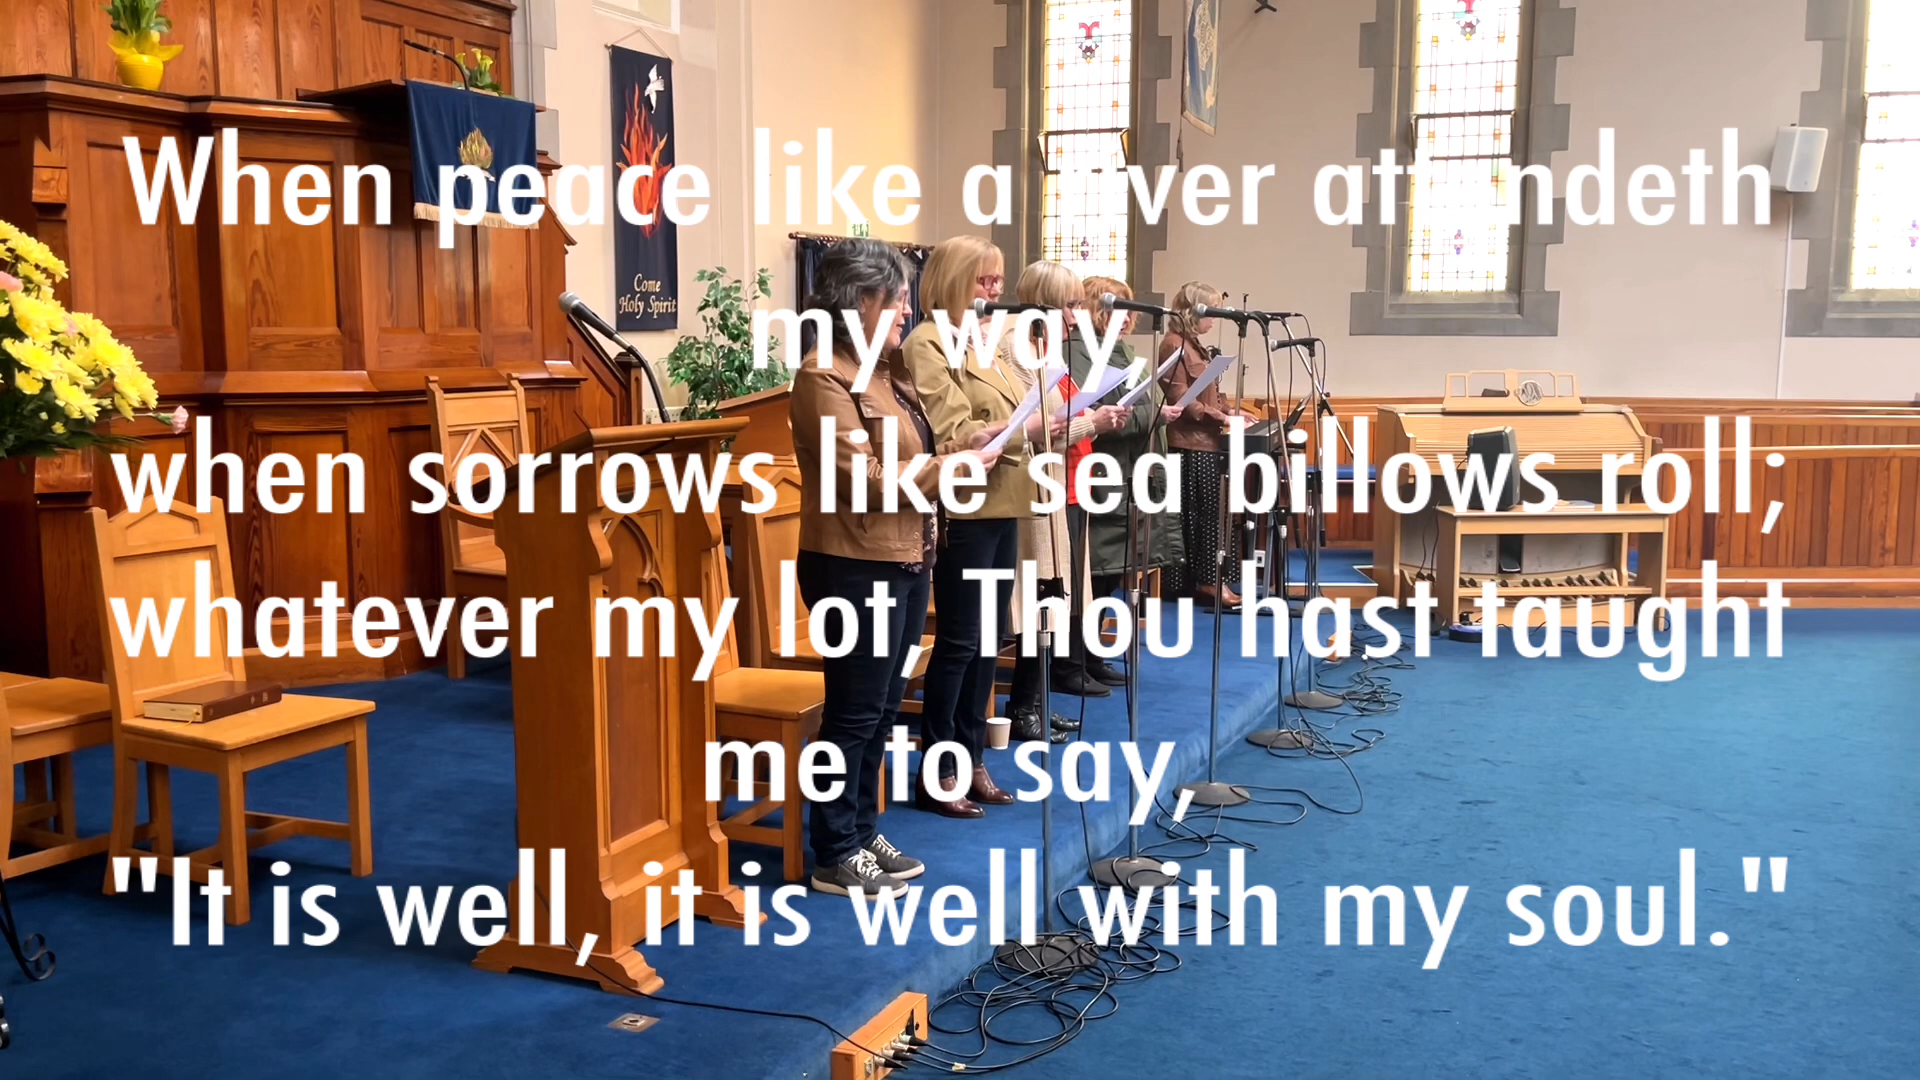 When peace like a river attendeth
my way,
when sorrows like sea billows roll;
whatever my lot, Thou hast taught
me to say,
"It is well, it is well with my soul."
Come
Holy Spirit